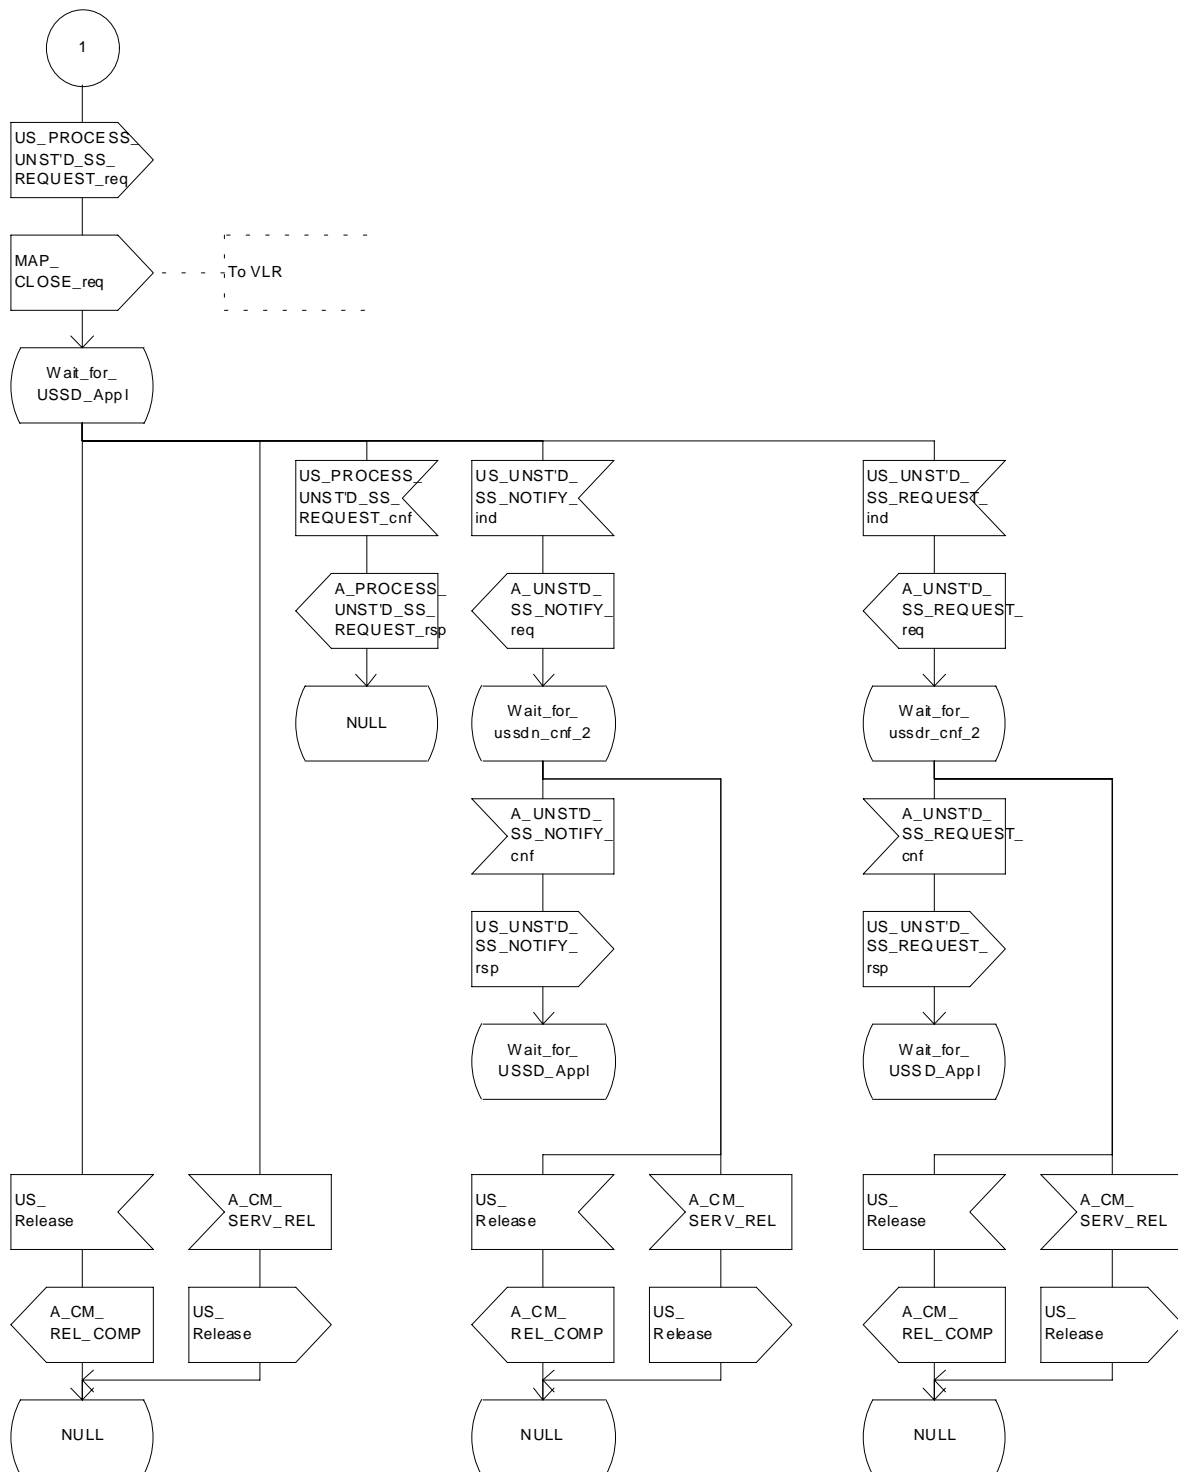 1
US_PROCESS_
UNST'D_SS_
REQUEST_req
MAP_
CLOSE_req
To VLR
Wait_for_
USSD_Appl
US_PROCESS_
UNST'D_SS_
REQUEST_cnf
US_UNST'D_
SS_NOTIFY_
ind
US_UNST'D_
SS_REQUEST_
ind
A_PROCESS_
UNST'D_SS_
REQUEST_rsp
A_UNST'D_
SS_NOTIFY_
req
A_UNST'D_
SS_REQUEST_
req
NULL
Wait_for_
ussdn_cnf_2
Wait_for_
ussdr_cnf_2
A_UNST'D_
SS_NOTIFY_
cnf
A_UNST'D_
SS_REQUEST_
cnf
US_UNST'D_
SS_NOTIFY_
rsp
US_UNST'D_
SS_REQUEST_
rsp
Wait_for_
USSD_Appl
Wait_for_
USSD_Appl
US_
Release
A_CM_
SERV_REL
US_
Release
A_CM_
SERV_REL
US_
Release
A_CM_
SERV_REL
A_CM_
REL_COMP
US_
Release
A_CM_
REL_COMP
US_
Release
A_CM_
REL_COMP
US_
Release
NULL
NULL
NULL